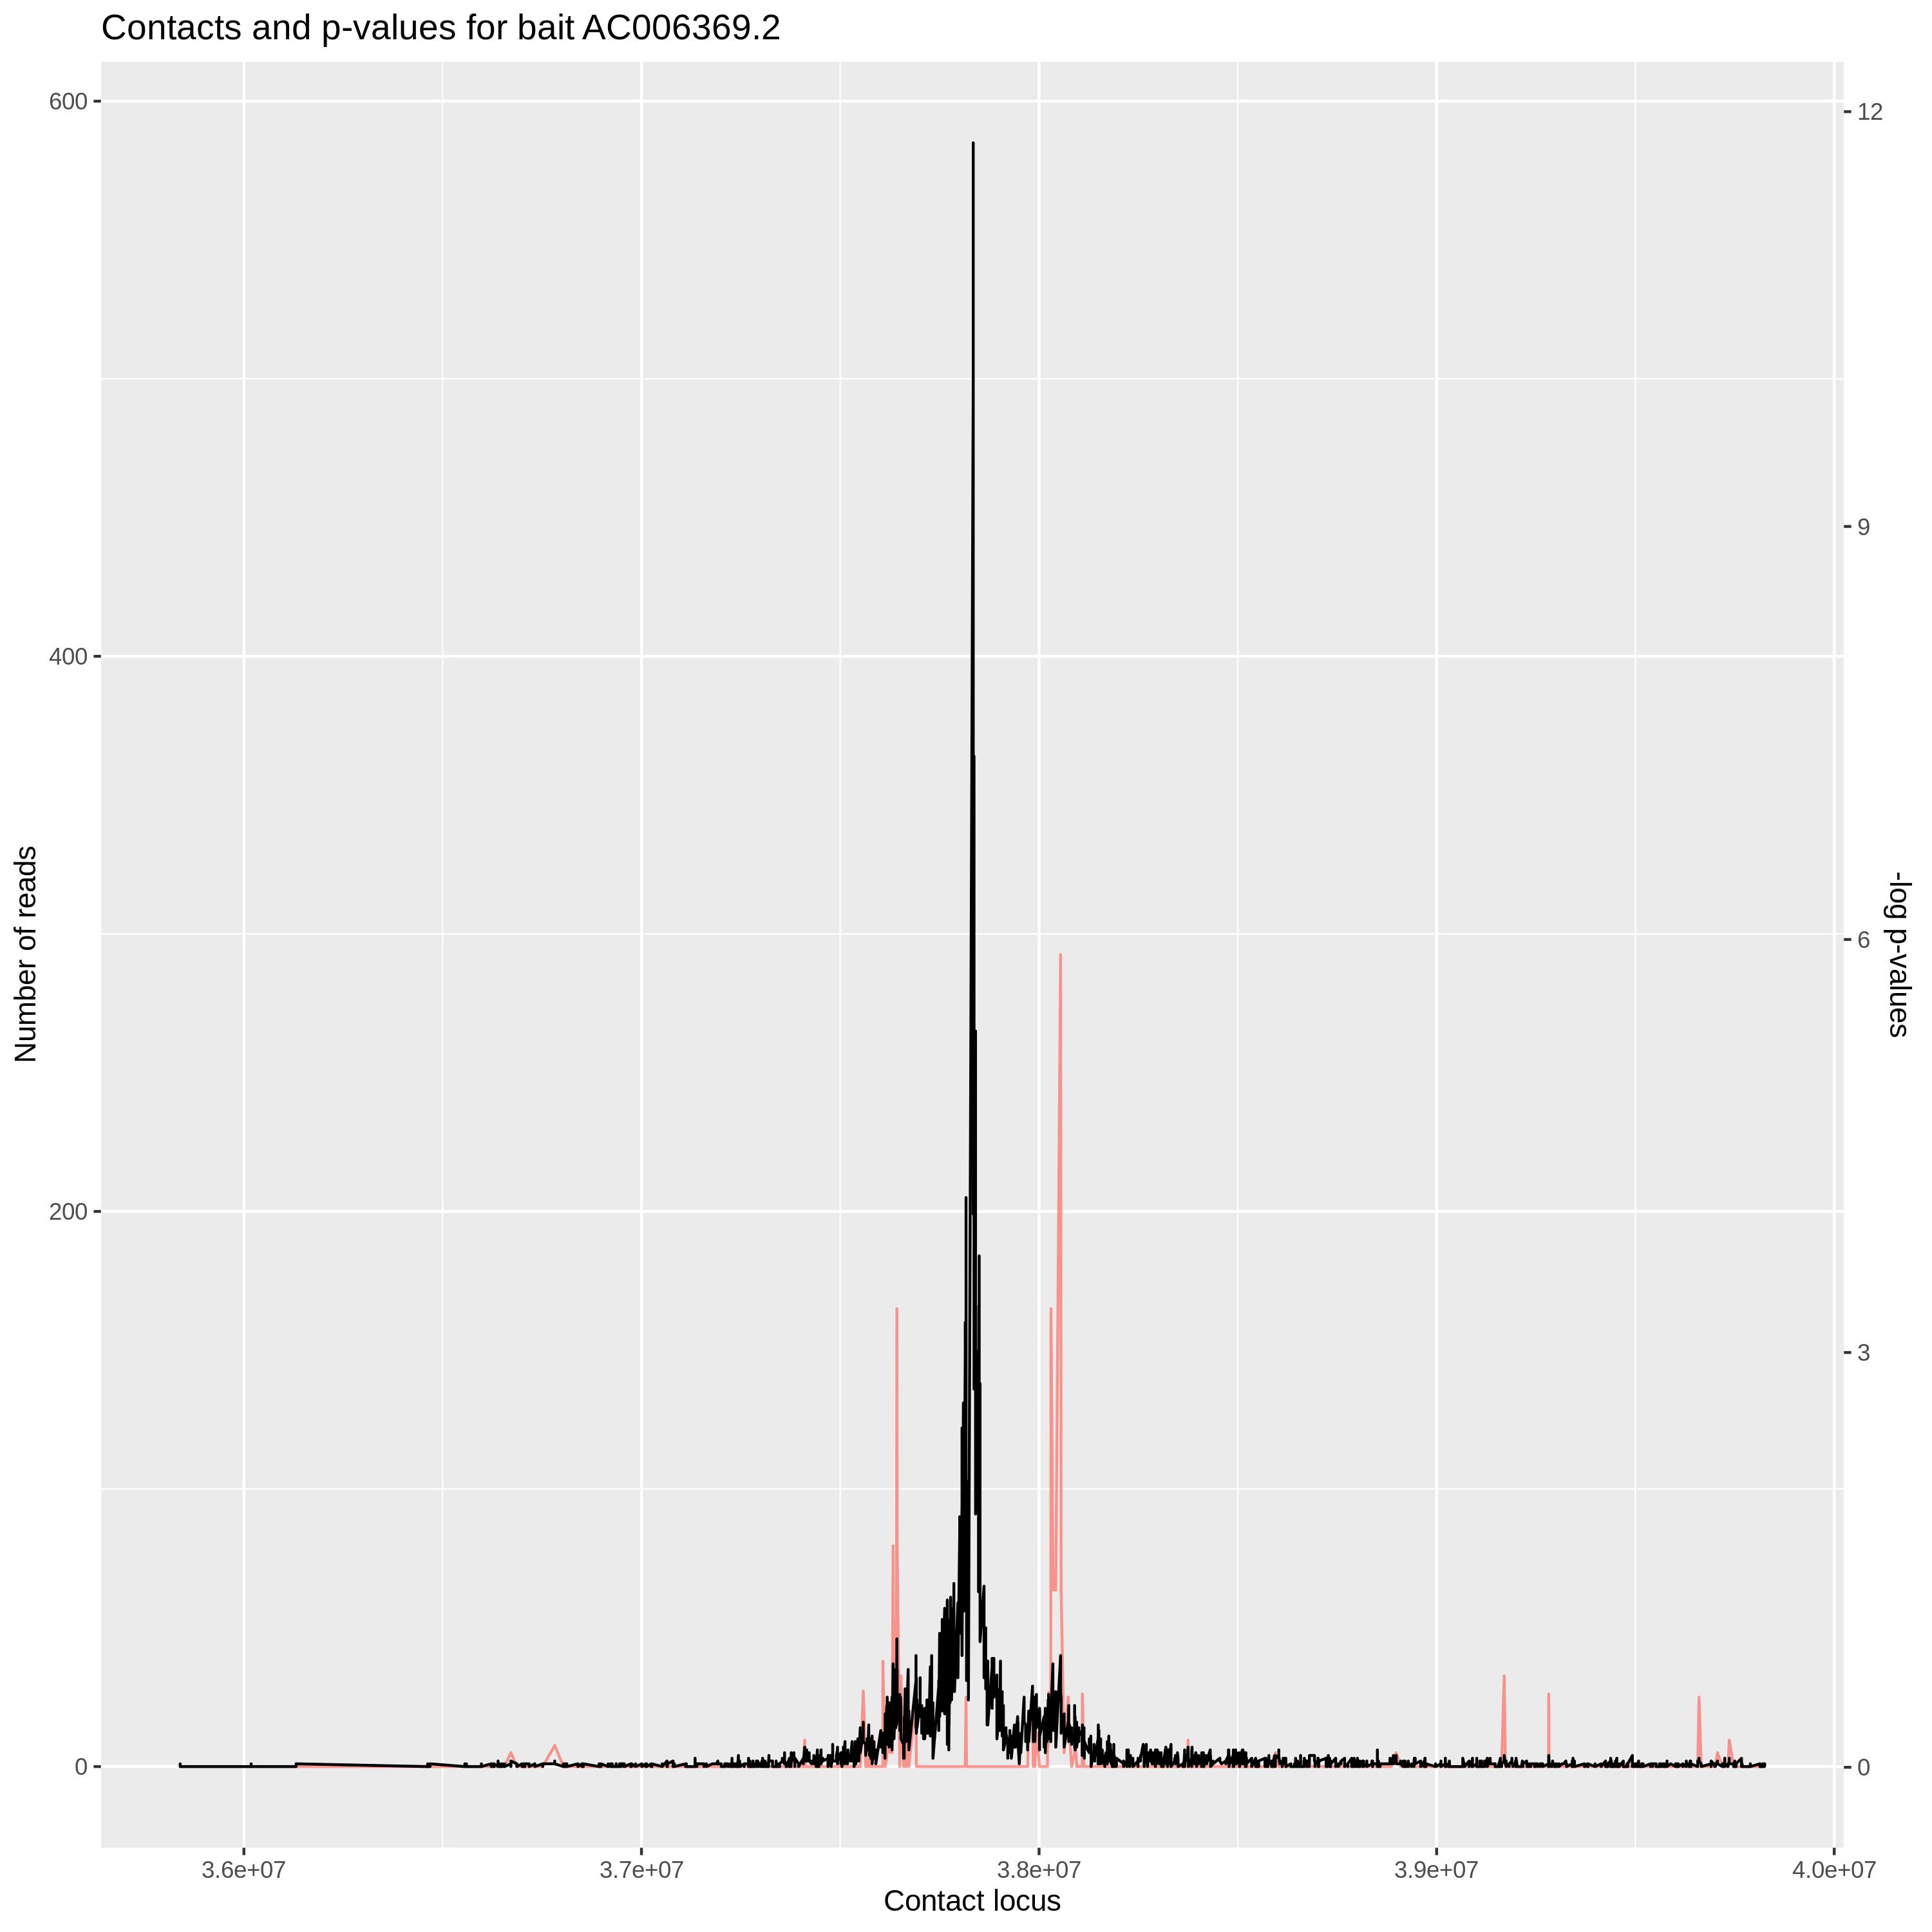 Contacts and p-values for bait AC006369.2
600
400
200
0
Number of reads
12
9
6
3
0
-log p-values
3.6e+07
3.7e+07
3.8e+07
3.9e+07
4.0e+07
Contact locus